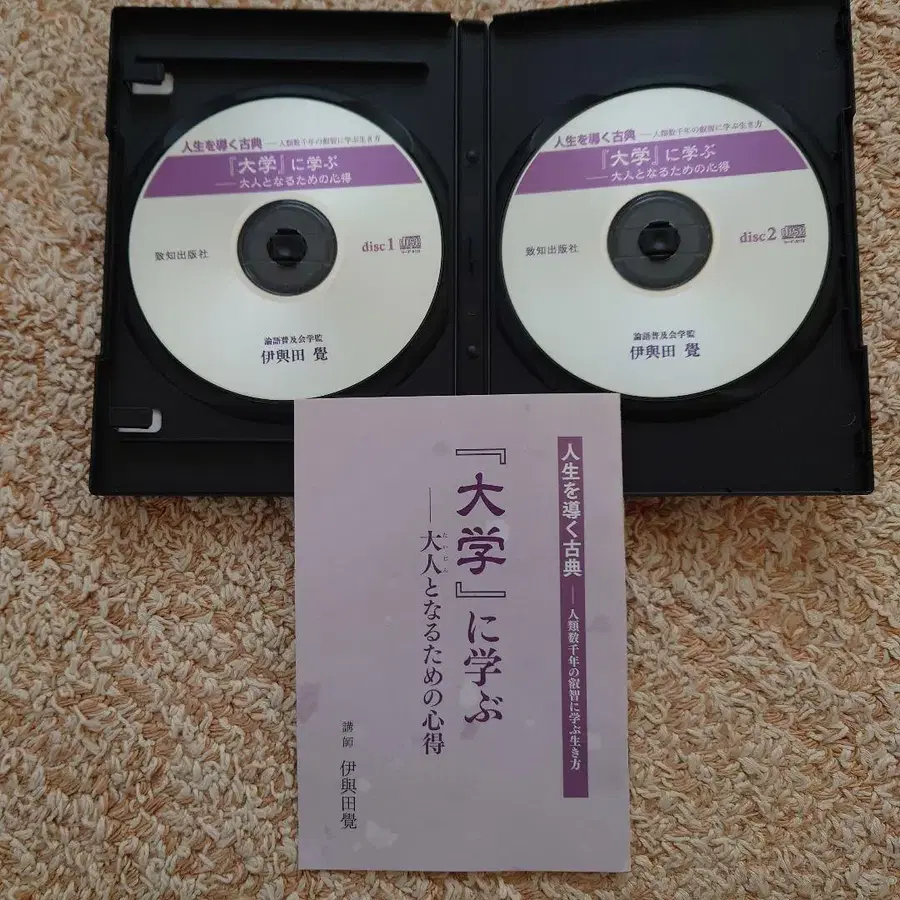 人生を導く古典 ── 人類数千年の叡智に学ぶ生き方
『大学』に学ぶ
── 大人となるための心得
致知出版社
disc1
論語普及会学監
伊與田 覺
人生を導く古典 ── 人類数千年の叡智に学ぶ生き方
『大学』に学ぶ
── 大人となるための心得
致知出版社
disc2
論語普及会学監
伊與田 覺
人生を導く古典 ── 人類数千年の叡智に学ぶ生き方
『大学』に学ぶ
── 大人となるための心得
たいじん
講師 伊與田覺